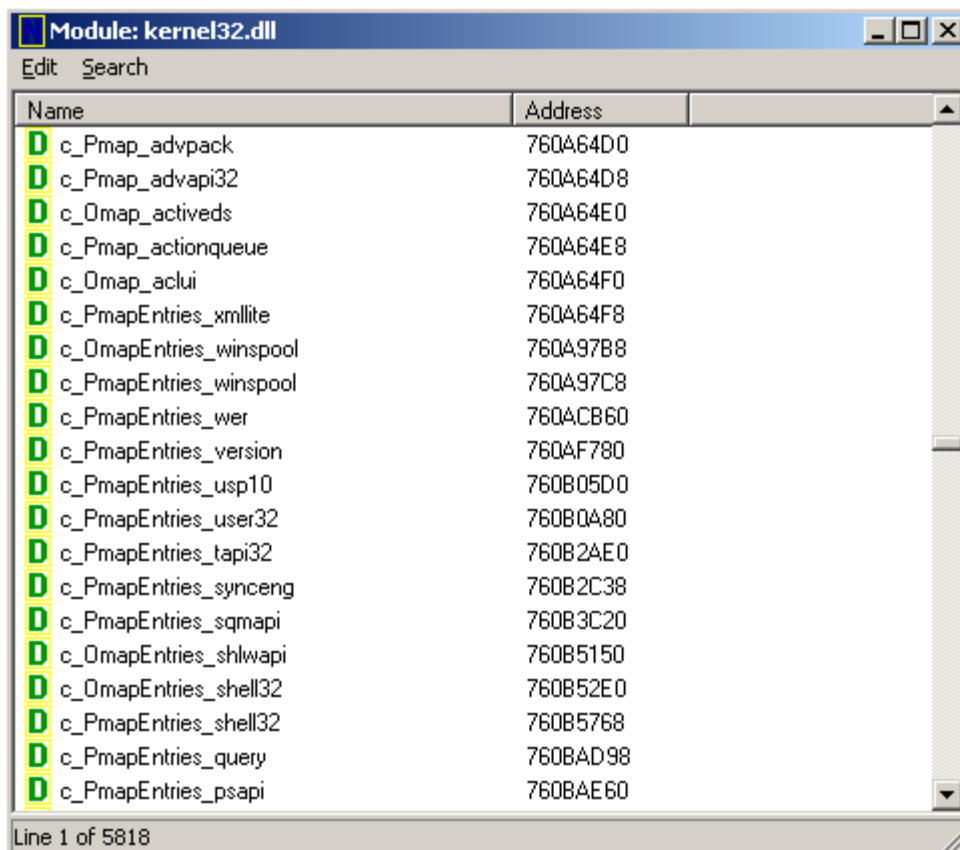 N Module: kernel32.dll
Edit Search
Name Address
D c_Pmap_advpack 760A64D0
D c_Pmap_advapi32 760A64D8
D c_Omap_activeds 760A64E0
D c_Pmap_actionqueue 760A64E8
D c_Omap_aclui 760A64F0
D c_PmapEntries_xmllite 760A64F8
D c_OmapEntries_winspool 760A97B8
D c_PmapEntries_winspool 760A97C8
D c_PmapEntries_wer 760ACB60
D c_PmapEntries_version 760AF780
D c_PmapEntries_usp10 760B05D0
D c_PmapEntries_user32 760B0A80
D c_PmapEntries_tapi32 760B2AE0
D c_PmapEntries_synceng 760B2C38
D c_PmapEntries_sqmapi 760B3C20
D c_OmapEntries_shlwapi 760B5150
D c_OmapEntries_shell32 760B52E0
D c_PmapEntries_shell32 760B5768
D c_PmapEntries_query 760BAD98
D c_PmapEntries_psapi 760BAE60
Line 1 of 5818